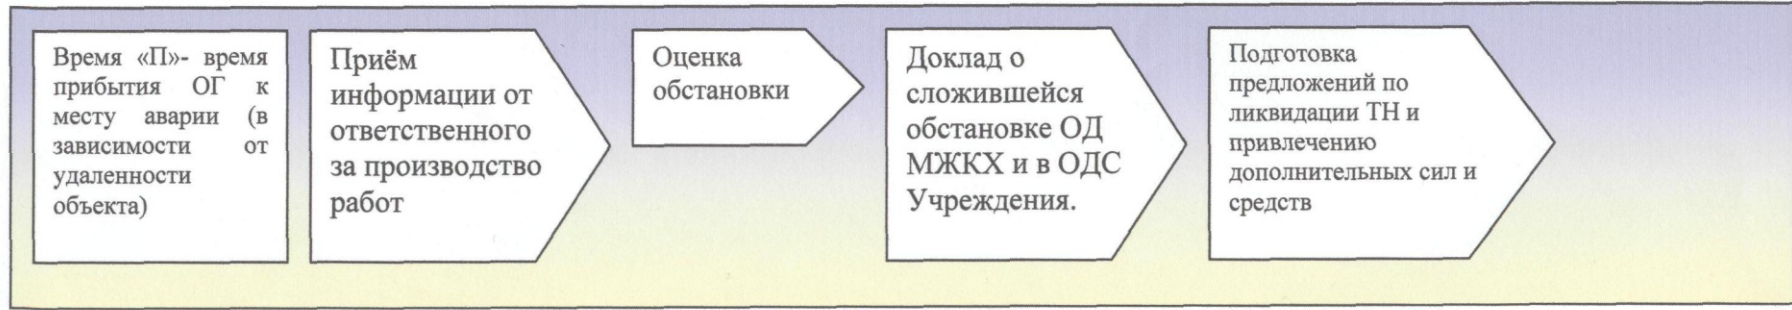 Время «П»- время
прибытия ОГ к
месту аварии (в
зависимости от
удаленности
объекта)
Приём
информации от
ответственного
за производство
работ
Оценка
обстановки
Доклад о
сложившейся
обстановке ОД
МЖКХ и в ОДС
Учреждения.
Подготовка
предложений по
ликвидации ТН и
привлечению
дополнительных сил и
средств